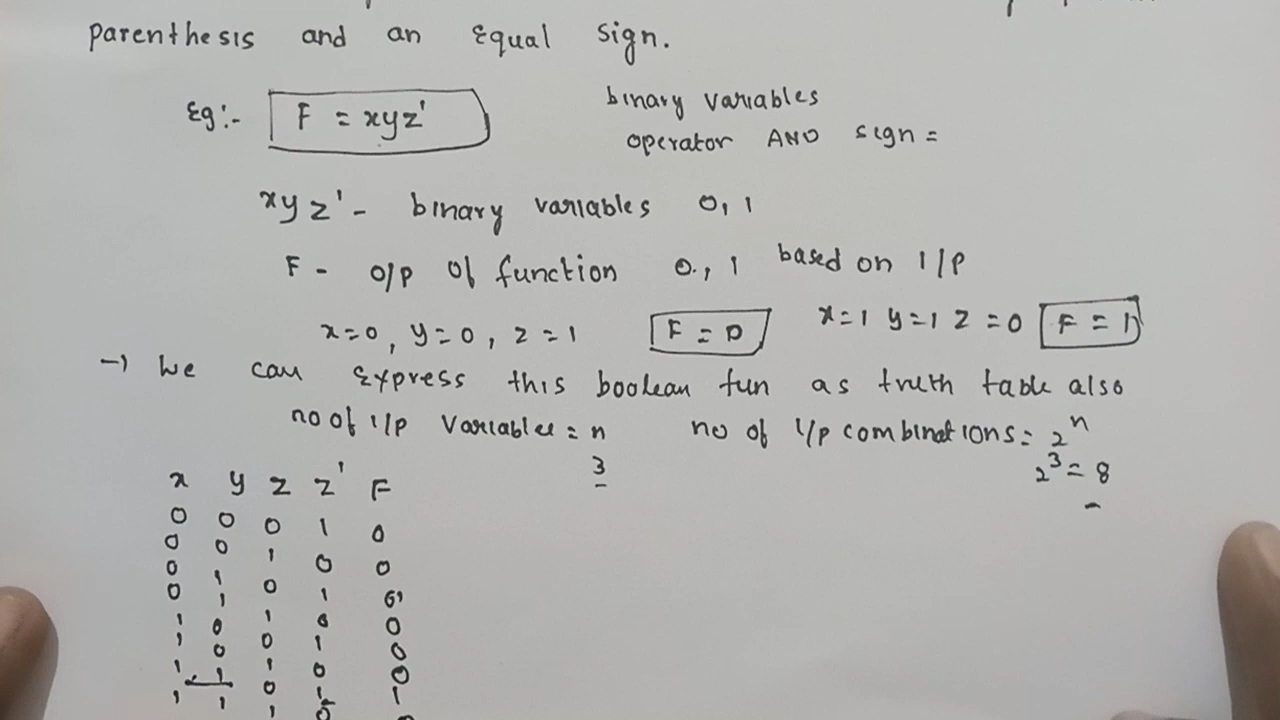 parenthesis and an Equal sign.
Eg:- F = xyz'
binary variables
operator AND sign =
xyz' - binary variables 0, 1
F - o/p of function 0, 1 based on I/P
x=0, y=0, z=1 F = 0 x=1 y=1 z=0 F = 1
→ We can Express this boolean fun as truth table also
no of i/p Variables = n no of i/p combinations = 2^n
3 2^3 = 8
x y z z' F
0 0 0 1 0
0 0 1 0 0
0 1 0 1 0
0 1 1 0 0
1 0 0 1 0
1 0 1 0 0
1 1 0 1 1
1 1 1 0 0